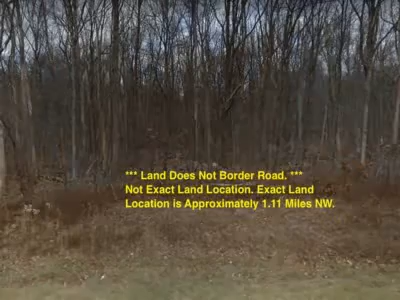 *** Land Does Not Border Road. ***
Not Exact Land Location. Exact Land
Location is Approximately 1.11 Miles NW.